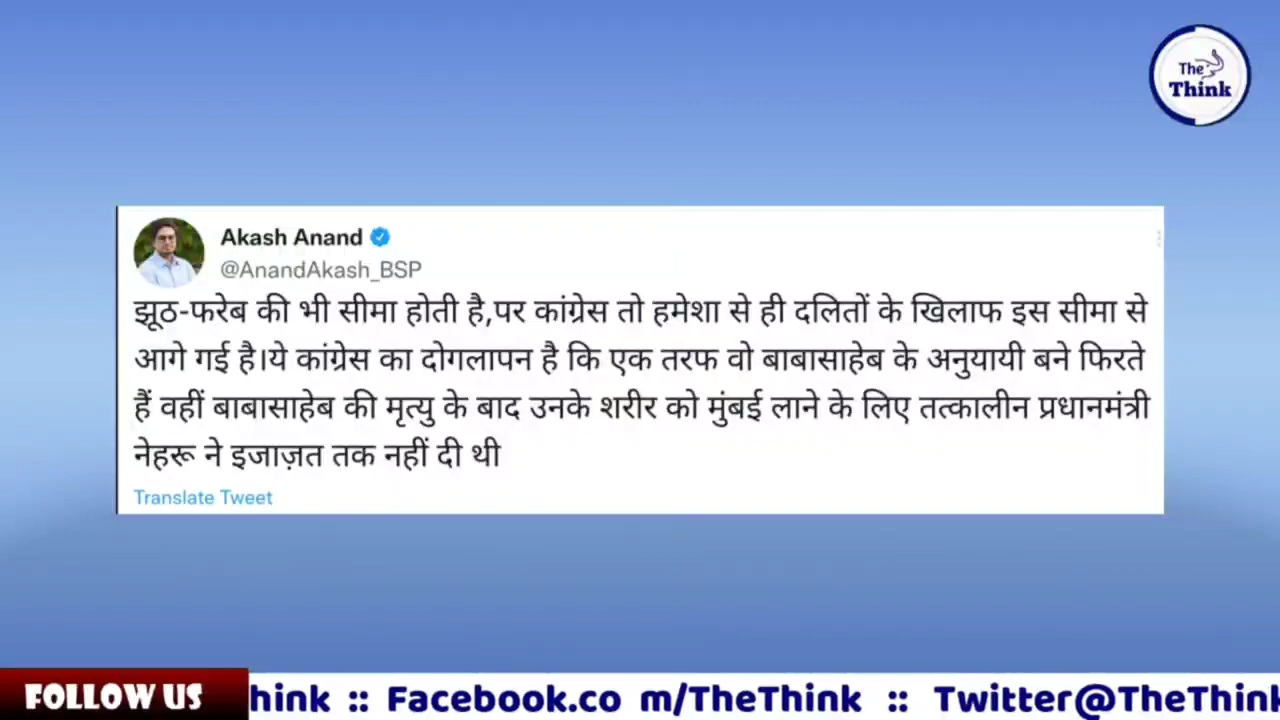 The
Think
Akash Anand
@AnandAkash_BSP
झूठ-फरेब की भी सीमा होती है,पर कांग्रेस तो हमेशा से ही दलितों के खिलाफ इस सीमा से
आगे गई है।ये कांग्रेस का दोगलापन है कि एक तरफ वो बाबासाहेब के अनुयायी बने फिरते
हैं वहीं बाबासाहेब की मृत्यु के बाद उनके शरीर को मुंबई लाने के लिए तत्कालीन प्रधानमंत्री
नेहरू ने इजाज़त तक नहीं दी थी
Translate Tweet
FOLLOW US hink :: Facebook.co m/TheThink :: Twitter@TheThink